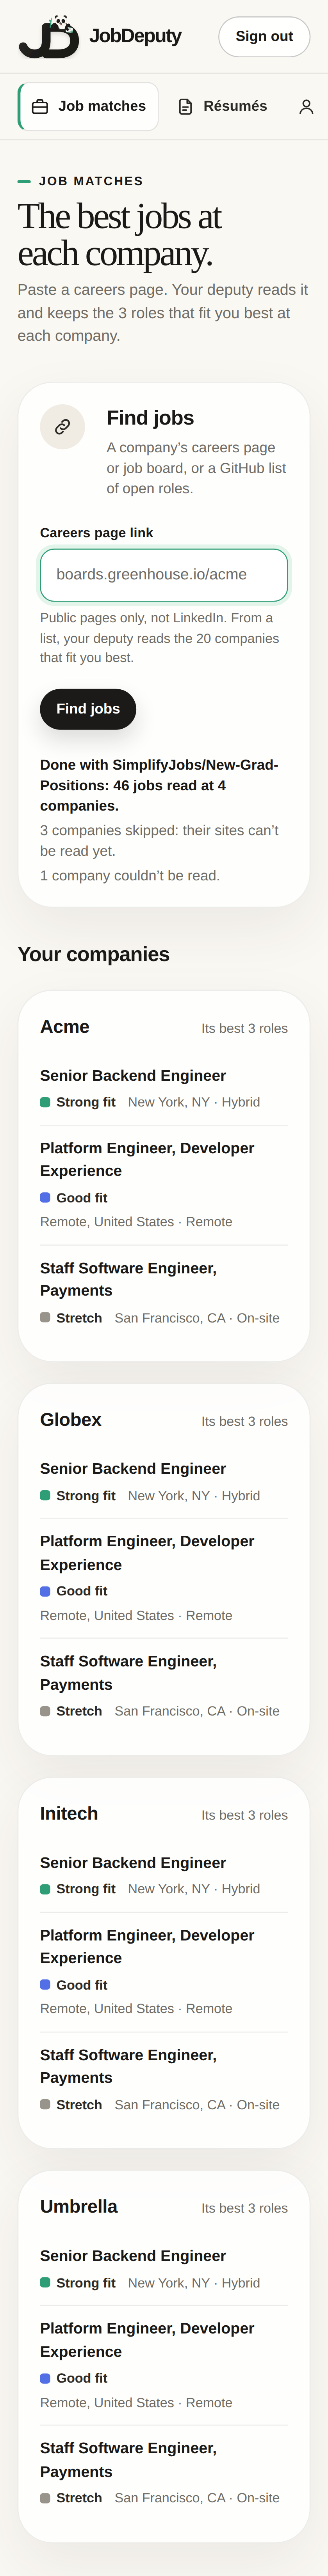 JobDeputy
Sign out
Job matches
Résumés
JOB MATCHES
The best jobs at
each company.
Paste a careers page. Your deputy reads it
and keeps the 3 roles that fit you best at
each company.
Find jobs
A company's careers page
or job board, or a GitHub list
of open roles.
Careers page link
boards.greenhouse.io/acme
Public pages only, not LinkedIn. From a
list, your deputy reads the 20 companies
that fit you best.
Find jobs
Done with SimplifyJobs/New-Grad-
Positions: 46 jobs read at 4
companies.
3 companies skipped: their sites can't
be read yet.
1 company couldn't be read.
Your companies
Acme
Its best 3 roles
Senior Backend Engineer
Strong fit New York, NY · Hybrid
Platform Engineer, Developer
Experience
Good fit
Remote, United States · Remote
Staff Software Engineer,
Payments
Stretch San Francisco, CA · On-site
Globex
Its best 3 roles
Senior Backend Engineer
Strong fit New York, NY · Hybrid
Platform Engineer, Developer
Experience
Good fit
Remote, United States · Remote
Staff Software Engineer,
Payments
Stretch San Francisco, CA · On-site
Initech
Its best 3 roles
Senior Backend Engineer
Strong fit New York, NY · Hybrid
Platform Engineer, Developer
Experience
Good fit
Remote, United States · Remote
Staff Software Engineer,
Payments
Stretch San Francisco, CA · On-site
Umbrella
Its best 3 roles
Senior Backend Engineer
Strong fit New York, NY · Hybrid
Platform Engineer, Developer
Experience
Good fit
Remote, United States · Remote
Staff Software Engineer,
Payments
Stretch San Francisco, CA · On-site